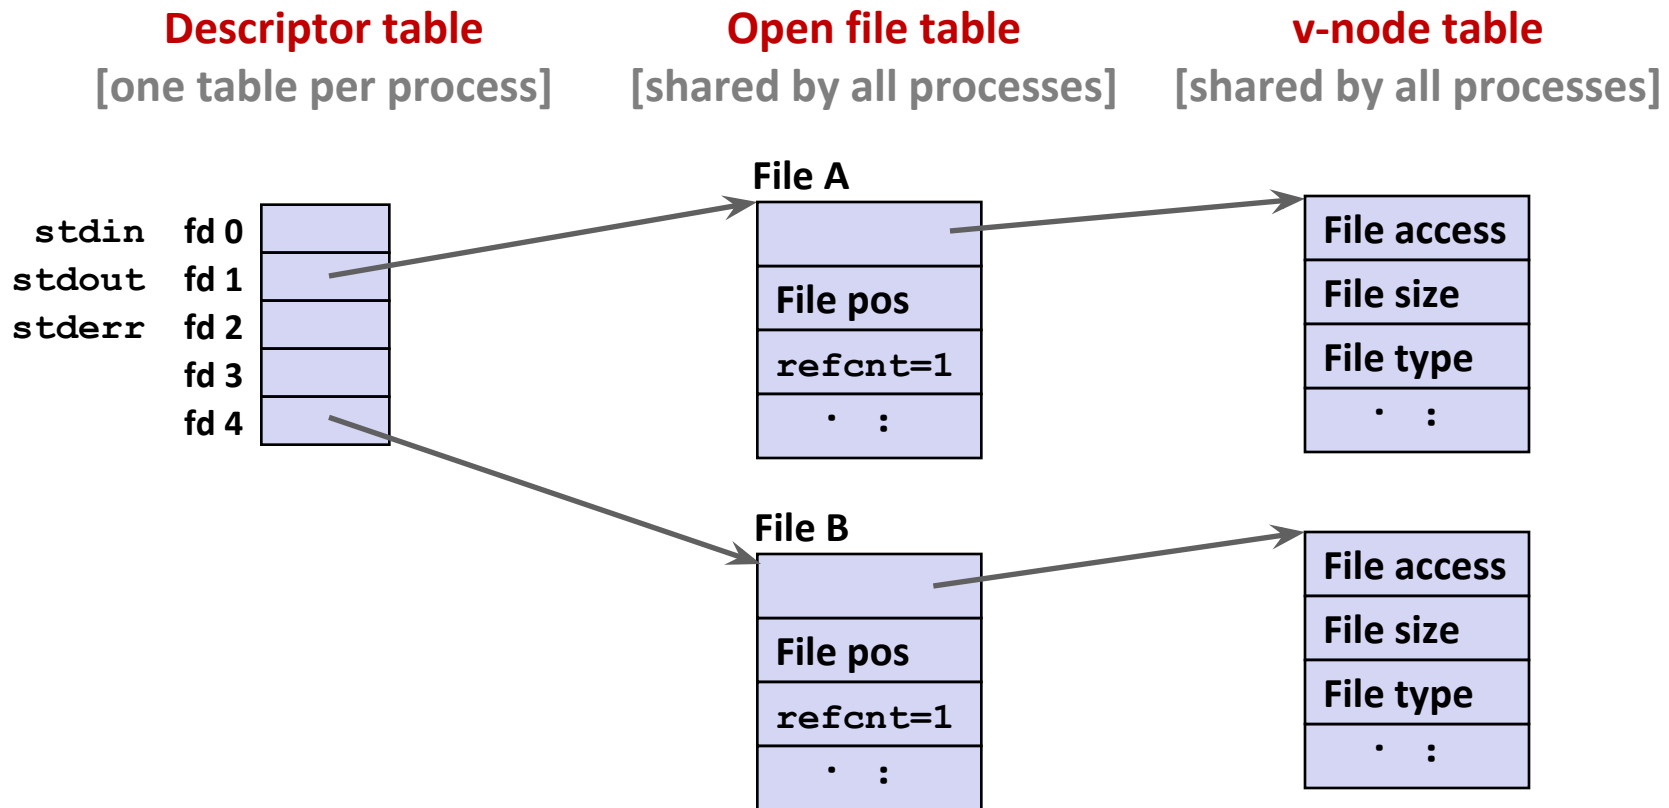 Descriptor table
[one table per process]
Open file table
[shared by all processes]
v-node table
[shared by all processes]
stdin fd 0
stdout fd 1
stderr fd 2
fd 3
fd 4
File A
File pos
refcnt=1
File access
File size
File type
File B
File pos
refcnt=1
File access
File size
File type